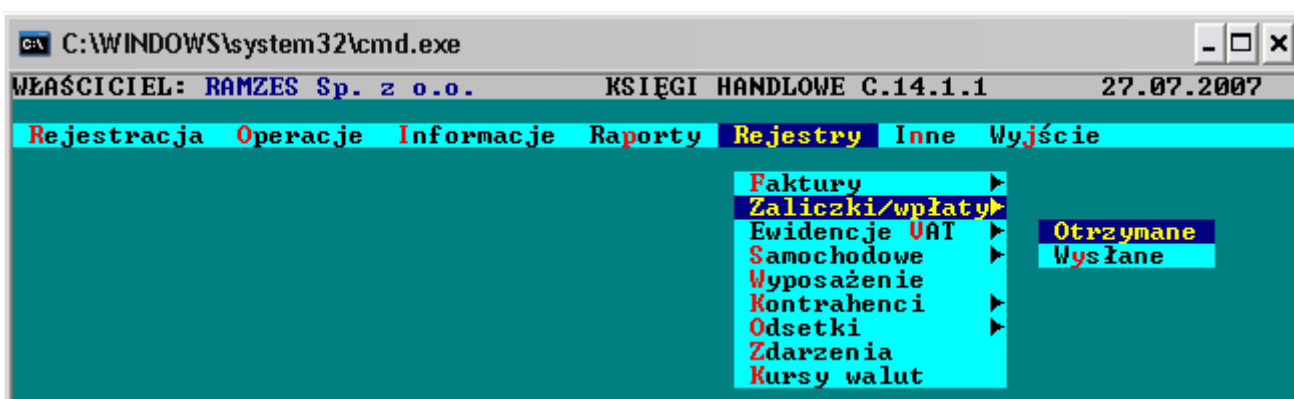 C:\WINDOWS\system32\cmd.exe
WŁAŚCICIEL: RAMZES Sp. z o.o. KSIĘGI HANDLOWE C.14.1.1 27.07.2007
Rejestracja Operacje Informacje Raporty Rejestry Inne Wyjście
Faktury
Zaliczki/wpłaty
Ewidencje VAT Otrzymane
Samochodowe Wysłane
Wyposażenie
Kontrahenci
Odsetki
Zdarzenia
Kursy walut